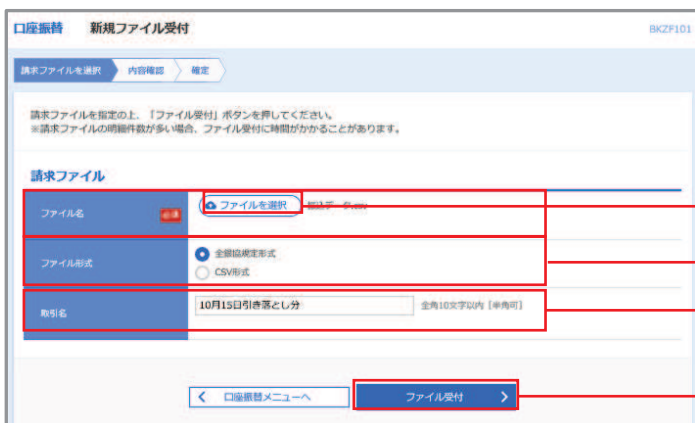 口座振替 新規ファイル受付 BKZF101
請求ファイルを選択 内容確認 確定
請求ファイルを指定の上、「ファイル受付」ボタンを押してください。
※請求ファイルの明細件数が多い場合、ファイル受付に時間がかかることがあります。
請求ファイル
ファイル名 必須 ファイルを選択 データ.csv
ファイル形式 全銀協規定形式
CSV形式
取引名 10月15日引き落とし分 全角10文字以内 [半角可]
口座振替メニューへ ファイル受付